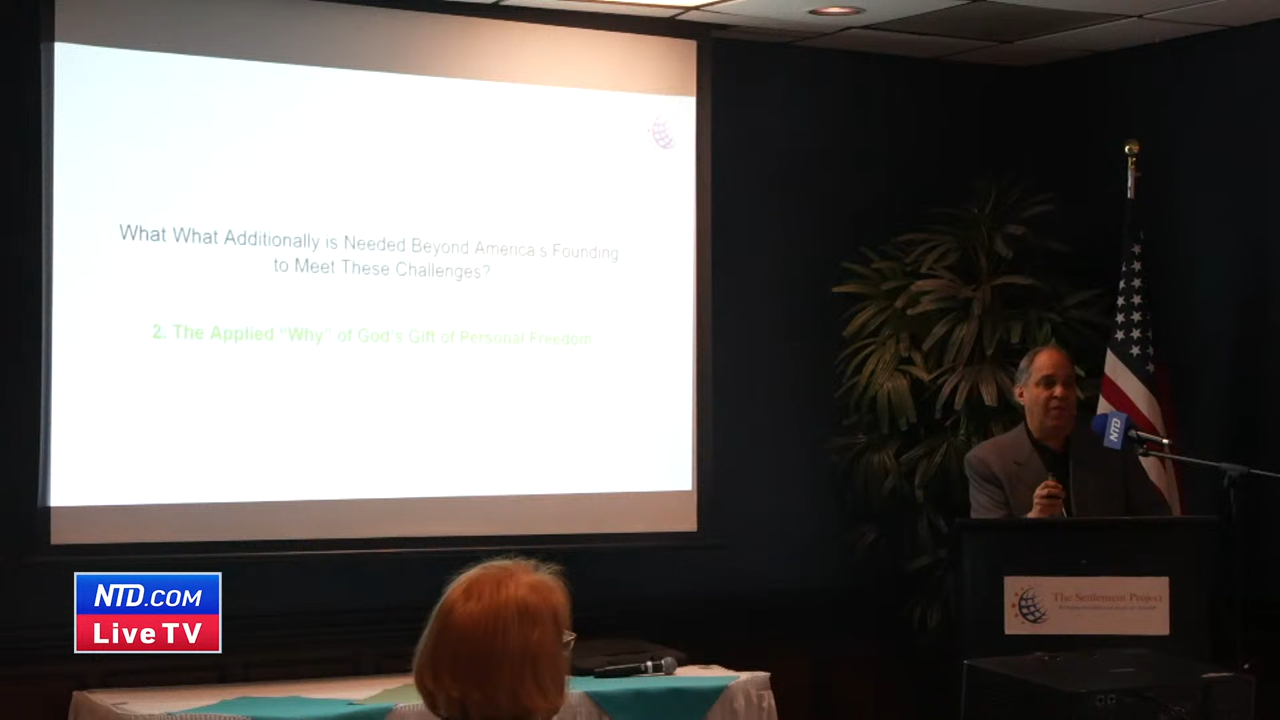 What What Additionally is Needed Beyond America's Founding
to Meet These Challenges?
2. The Applied "Why" of God's Gift of Personal Freedom
NTD
The Settlement Project
NTD.COM
Live TV